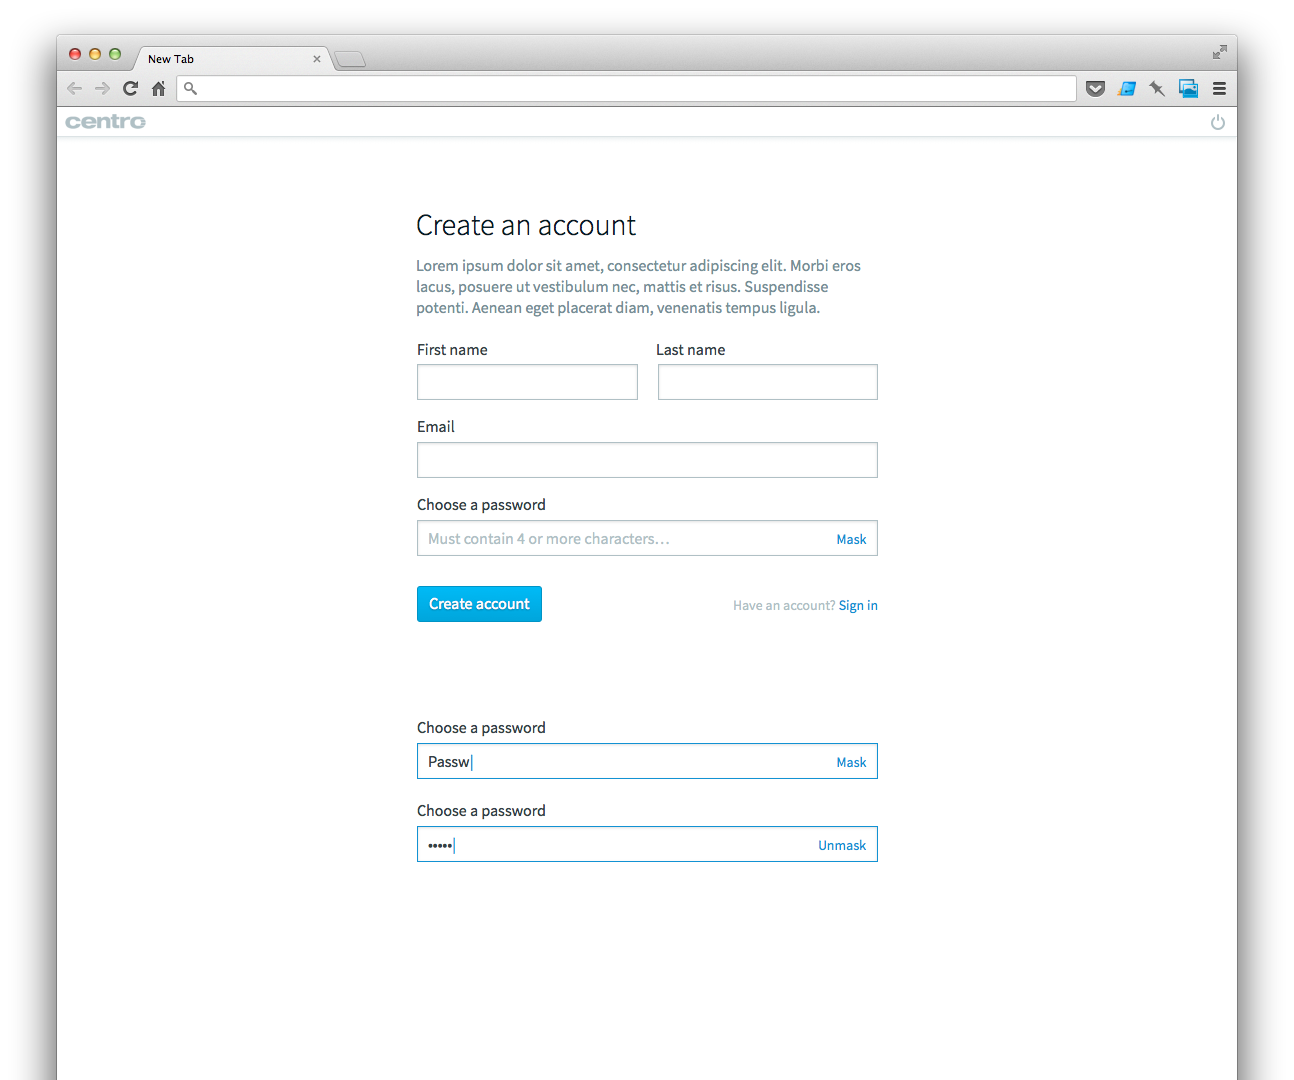 New Tab
centro
Create an account
Lorem ipsum dolor sit amet, consectetur adipiscing elit. Morbi eros
lacus, posuere ut vestibulum nec, mattis et risus. Suspendisse
potenti. Aenean eget placerat diam, venenatis tempus ligula.
First name
Last name
Email
Choose a password
Must contain 4 or more characters...
Mask
Create account
Have an account? Sign in
Choose a password
Passw
Mask
Choose a password
•••••
Unmask